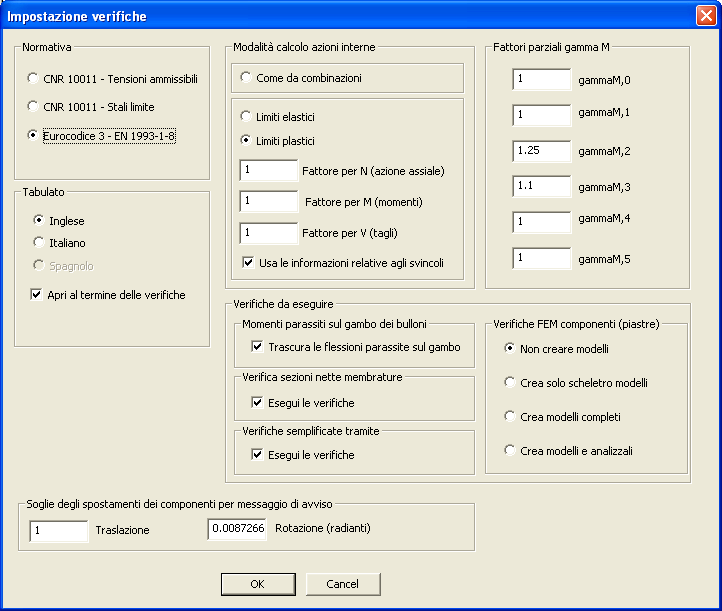 Impostazione verifiche
Normativa
CNR 10011 - Tensioni ammissibili
CNR 10011 - Stali limite
Eurocodice 3 - EN 1993-1-8
Tabulato
Inglese
Italiano
Spagnolo
Apri al termine delle verifiche
Modalità calcolo azioni interne
Come da combinazioni
Limiti elastici
Limiti plastici
1 Fattore per N (azione assiale)
1 Fattore per M (momenti)
1 Fattore per V (tagli)
Usa le informazioni relative agli svincoli
Fattori parziali gamma M
1 gammaM,0
1 gammaM,1
1.25 gammaM,2
1.1 gammaM,3
1 gammaM,4
1 gammaM,5
Verifiche da eseguire
Momenti parassiti sul gambo dei bulloni
Trascura le flessioni parassite sul gambo
Verifica sezioni nette membrature
Esegui le verifiche
Verifiche semplificate tramite
Esegui le verifiche
Verifiche FEM componenti (piastre)
Non creare modelli
Crea solo scheletro modelli
Crea modelli completi
Crea modelli e analizzali
Soglie degli spostamenti dei componenti per messaggio di avviso
1 Traslazione 0.0087266 Rotazione (radianti)
OK Cancel